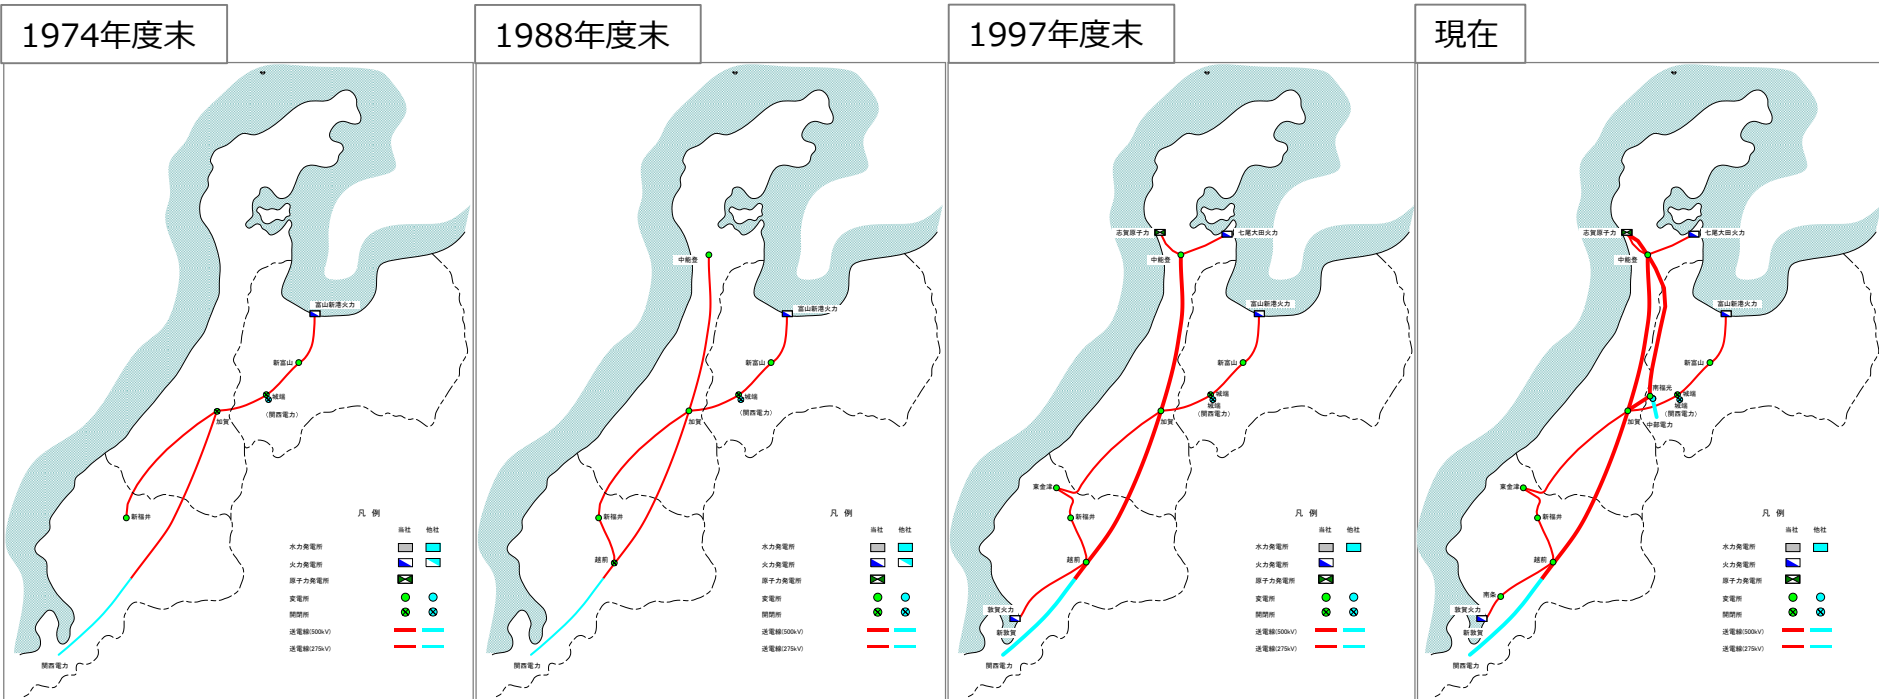 1974年度末
富山新港火力
新富山
城端
(関西電力)
加賀
新福井
関西電力
凡 例
当社 他社
水力発電所
火力発電所
原子力発電所
変電所
開閉所
送電線(500kV)
送電線(275kV)
1988年度末
中能登
富山新港火力
新富山
城端
(関西電力)
加賀
新福井
越前
関西電力
凡 例
当社 他社
水力発電所
火力発電所
原子力発電所
変電所
開閉所
送電線(500kV)
送電線(275kV)
1997年度末
志賀原子力
七尾大田火力
中能登
富山新港火力
新富山
城端
城端
(関西電力)
加賀
東金津
新福井
越前
敦賀火力
新敦賀
関西電力
凡 例
当社 他社
水力発電所
火力発電所
原子力発電所
変電所
開閉所
送電線(500kV)
送電線(275kV)
現在
志賀原子力
七尾大田火力
中能登
富山新港火力
新富山
南福光
城端
城端
(関西電力)
加賀
中部電力
東金津
新福井
越前
南条
敦賀火力
新敦賀
関西電力
凡 例
当社 他社
水力発電所
火力発電所
原子力発電所
変電所
開閉所
送電線(500kV)
送電線(275kV)